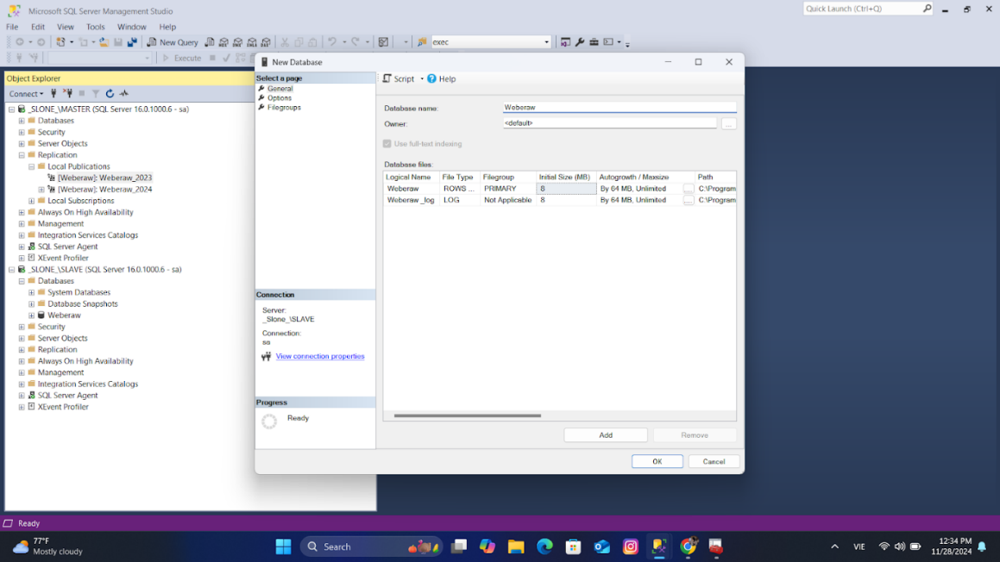 Microsoft SQL Server Management Studio
Quick Launch (Ctrl+Q)
File Edit View Tools Window Help
New Query
exec
Execute
Object Explorer
Connect
_SLONE_\MASTER (SQL Server 16.0.1000.6 - sa)
Databases
Security
Server Objects
Replication
Local Publications
[Weberaw]: Weberaw_2023
[Weberaw]: Weberaw_2024
Local Subscriptions
Always On High Availability
Management
Integration Services Catalogs
SQL Server Agent
XEvent Profiler
_SLONE_\SLAVE (SQL Server 16.0.1000.6 - sa)
Databases
System Databases
Database Snapshots
Weberaw
Security
Server Objects
Replication
Always On High Availability
Management
Integration Services Catalogs
SQL Server Agent
XEvent Profiler
New Database
Select a page
General
Options
Filegroups
Connection
Server:
_Slone_\SLAVE
Connection:
sa
View connection properties
Progress
Ready
Script Help
Database name: Weberaw
Owner: <default> ...
Use full-text indexing
Database files:
Logical Name File Type Filegroup Initial Size (MB) Autogrowth / Maxsize Path
Weberaw ROWS ... PRIMARY 8 By 64 MB, Unlimited ... C:\Program
Weberaw _log LOG Not Applicable 8 By 64 MB, Unlimited ... C:\Program
Add Remove
OK Cancel
Ready
77°F
Mostly cloudy
Search
VIE
12:34 PM
11/28/2024